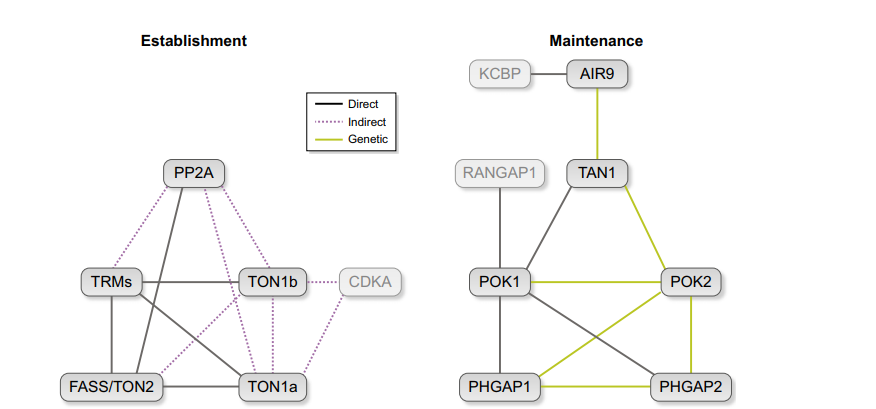 Establishment
Maintenance
KCBP
AIR9
Direct
Indirect
Genetic
PP2A
RANGAP1
TAN1
TRMs
TON1b
CDKA
POK1
POK2
FASS/TON2
TON1a
PHGAP1
PHGAP2